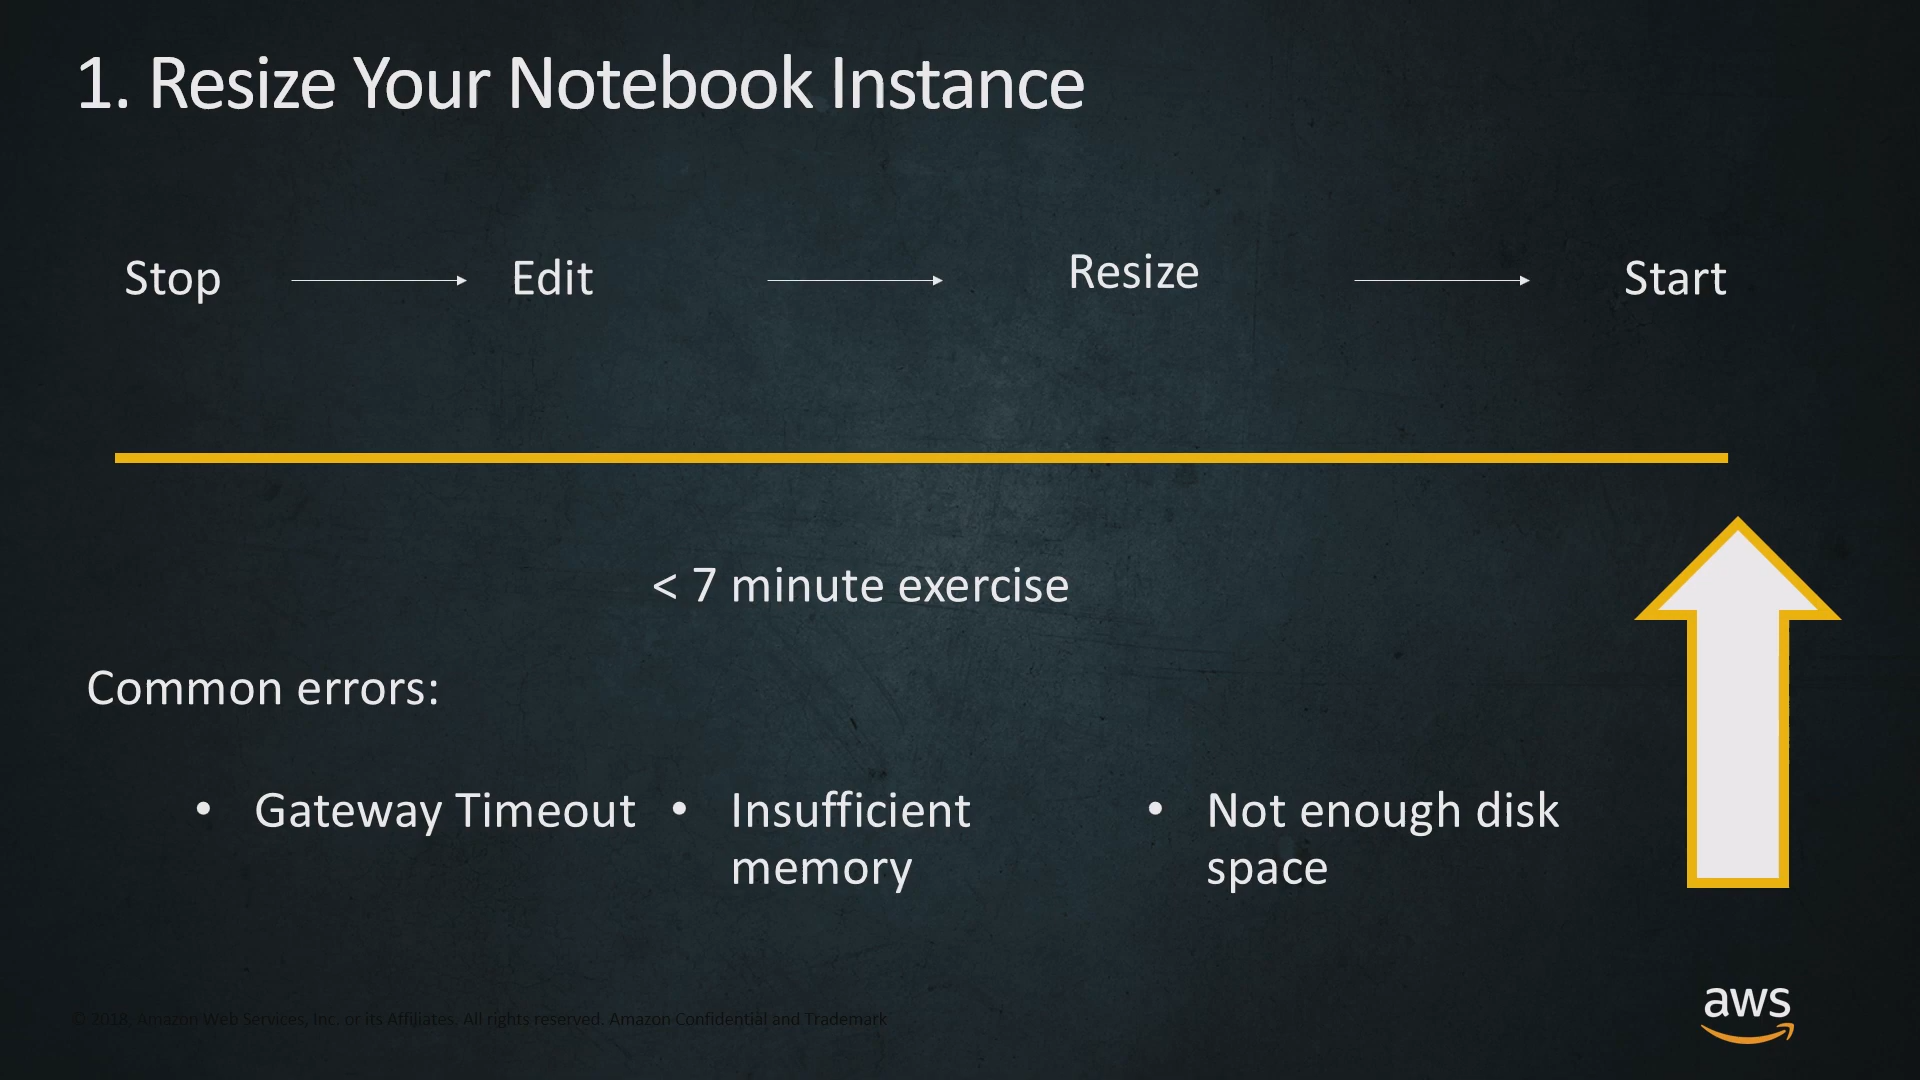 1. Resize Your Notebook Instance
Stop
Edit
Resize
Start
< 7 minute exercise
Common errors:
• Gateway Timeout
• Insufficient
memory
• Not enough disk
space
© 2018, Amazon Web Services, Inc. or its Affiliates. All rights reserved. Amazon Confidential and Trademark
aws